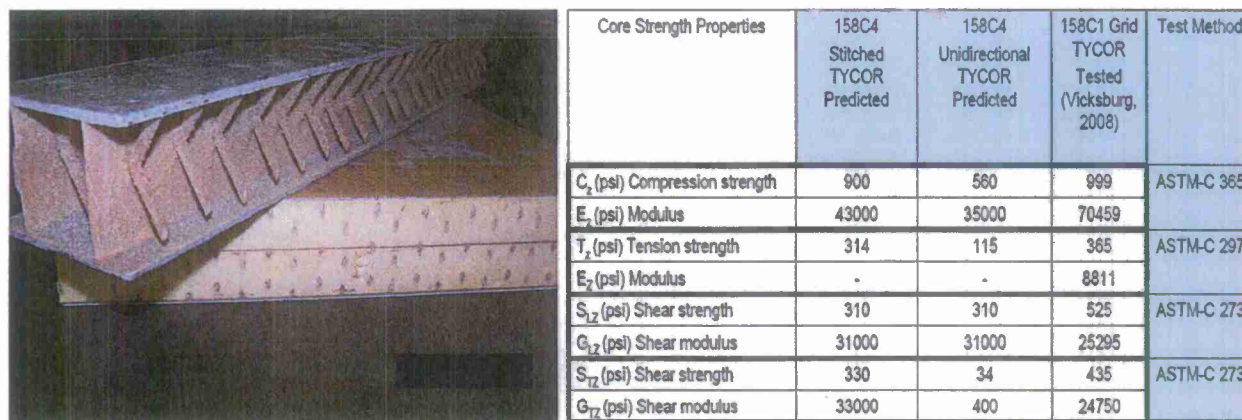 Core Strength Properties 158C4 Stitched TYCOR Predicted 158C4 Unidirectional TYCOR Predicted 158C1 Grid TYCOR Tested (Vicksburg, 2008) Test Method
Cz (psi) Compression strength 900 560 999 ASTM-C 365
Ez (psi) Modulus 43000 35000 70459
Tz (psi) Tension strength 314 115 365 ASTM-C 297
EZ (psi) Modulus - - 8811
SLZ (psi) Shear strength 310 310 525 ASTM-C 273
GLZ (psi) Shear modulus 31000 31000 25295
STZ (psi) Shear strength 330 34 435 ASTM-C 273
GTZ (psi) Shear modulus 33000 400 24750